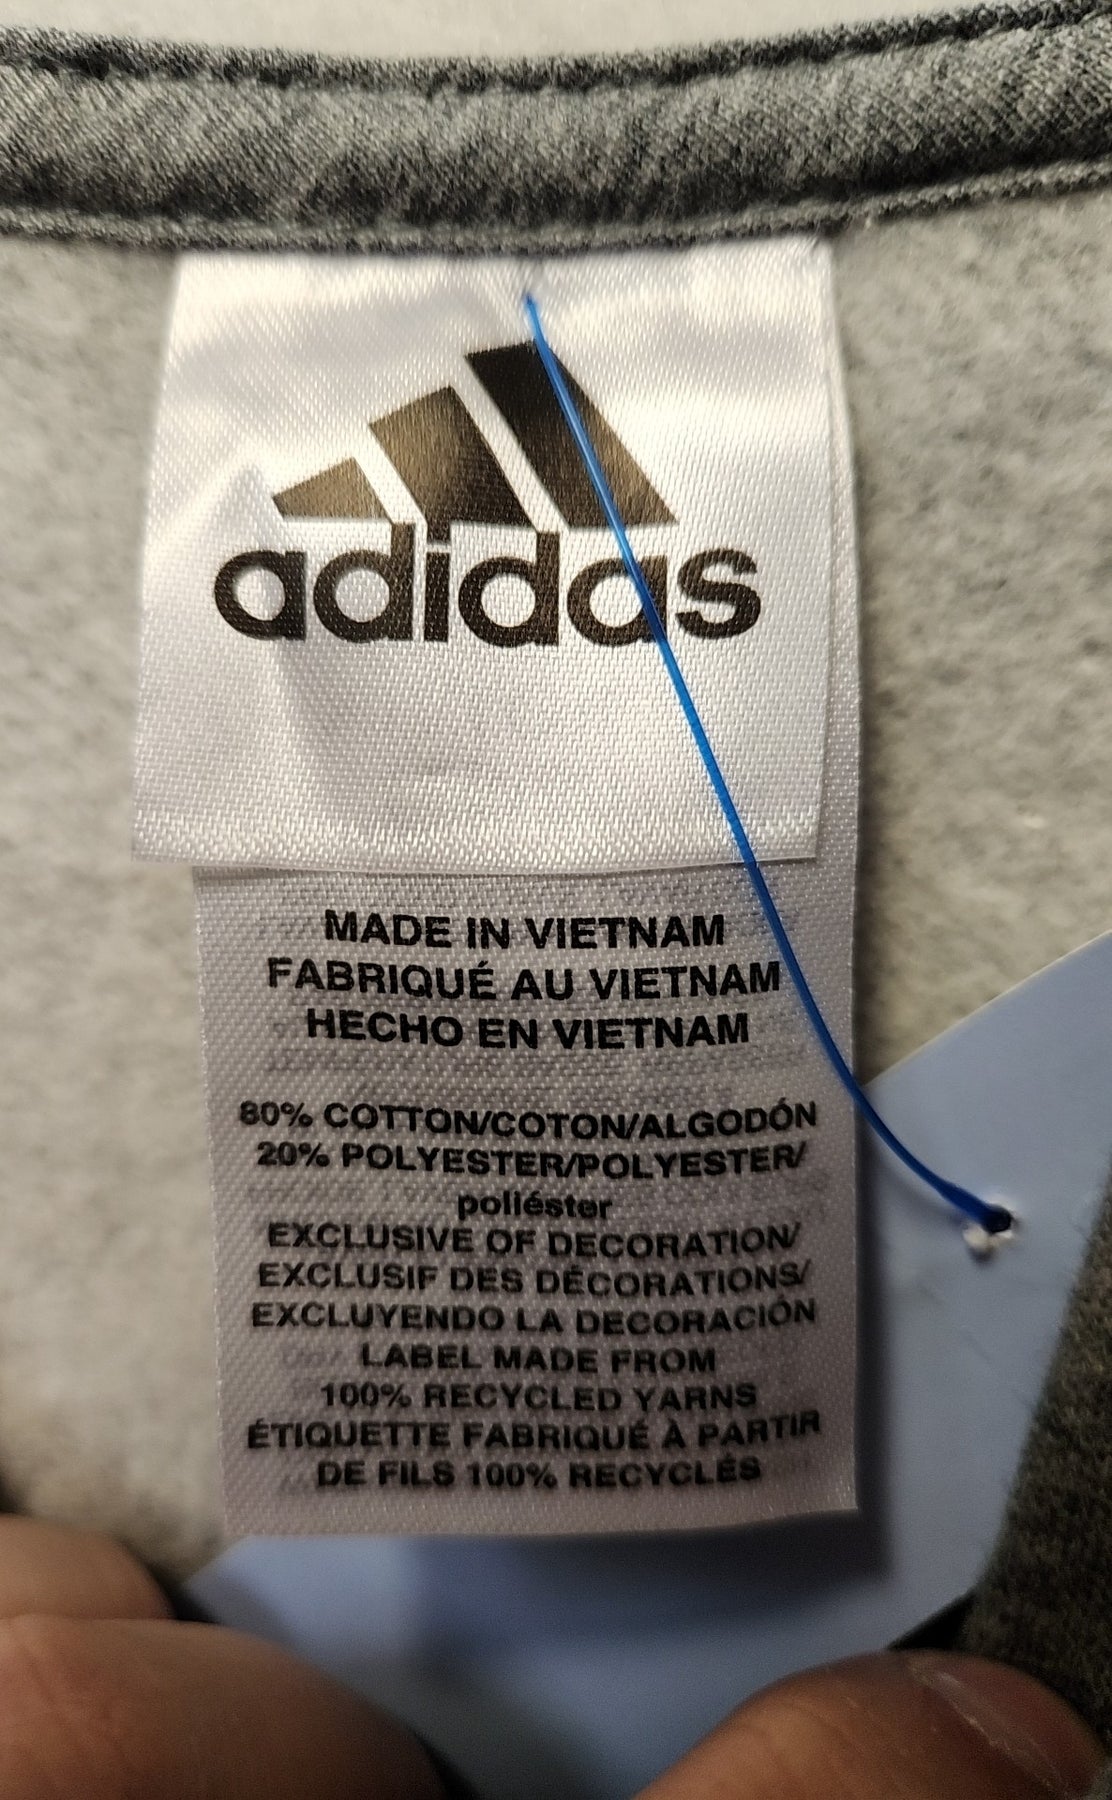 adidas
MADE IN VIETNAM
FABRIQUÉ AU VIETNAM
HECHO EN VIETNAM
80% COTTON/COTON/ALGODÓN
20% POLYESTER/POLYESTER/
poliéster
EXCLUSIVE OF DECORATION/
EXCLUSIF DES DÉCORATIONS/
EXCLUYENDO LA DECORACIÓN
LABEL MADE FROM
100% RECYCLED YARNS
ÉTIQUETTE FABRIQUÉ À PARTIR
DE FILS 100% RECYCLÉS